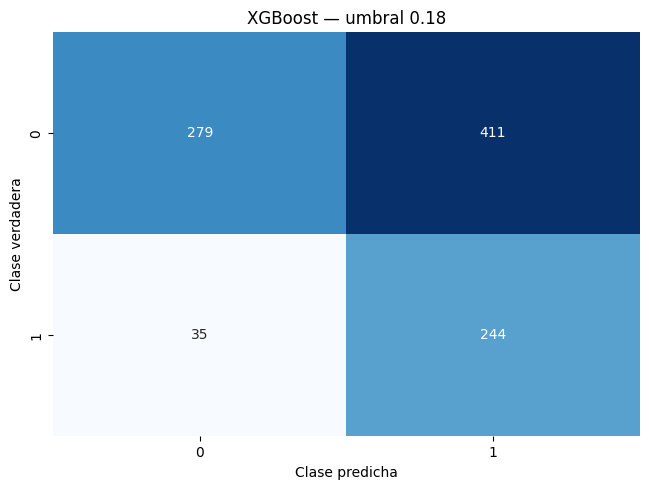 XGBoost — umbral 0.18
Clase verdadera
0
279
411
1
35
244
0
1
Clase predicha